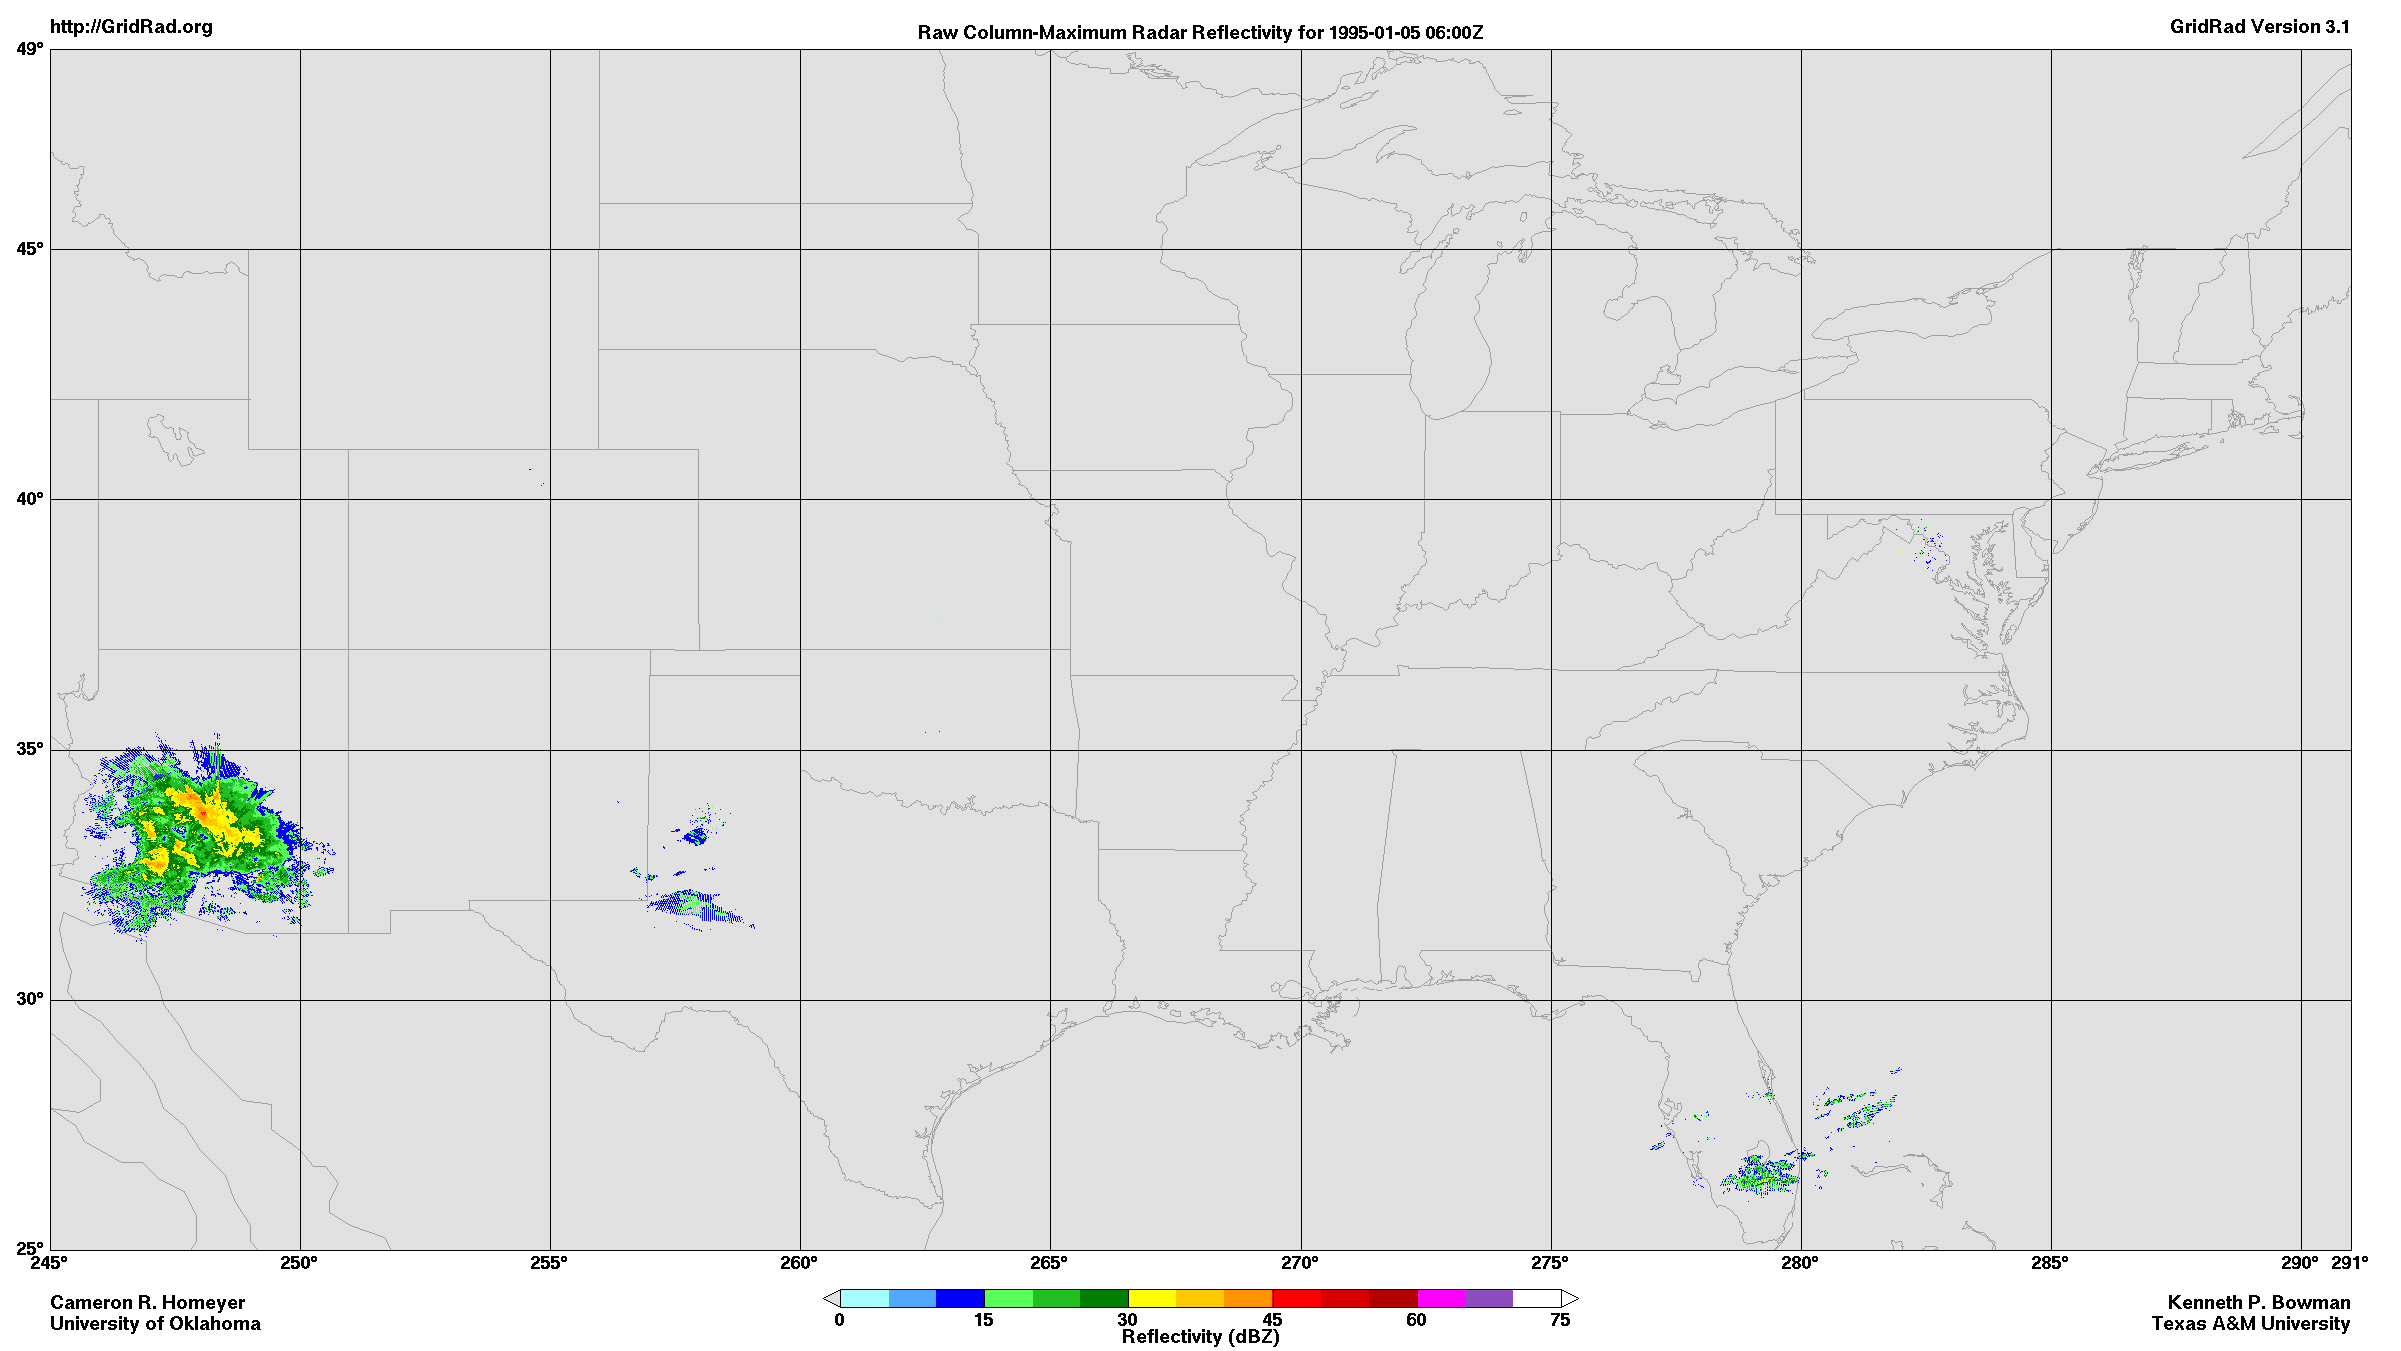 http://GridRad.org
Raw Column-Maximum Radar Reflectivity for 1995-01-05 06:00Z
GridRad Version 3.1
49°
45°
40°
35°
30°
25°
245° 250° 255° 260° 265° 270° 275° 280° 285° 290° 291°
0 15 30 45 60 75
Reflectivity (dBZ)
Cameron R. Homeyer
University of Oklahoma
Kenneth P. Bowman
Texas A&M University